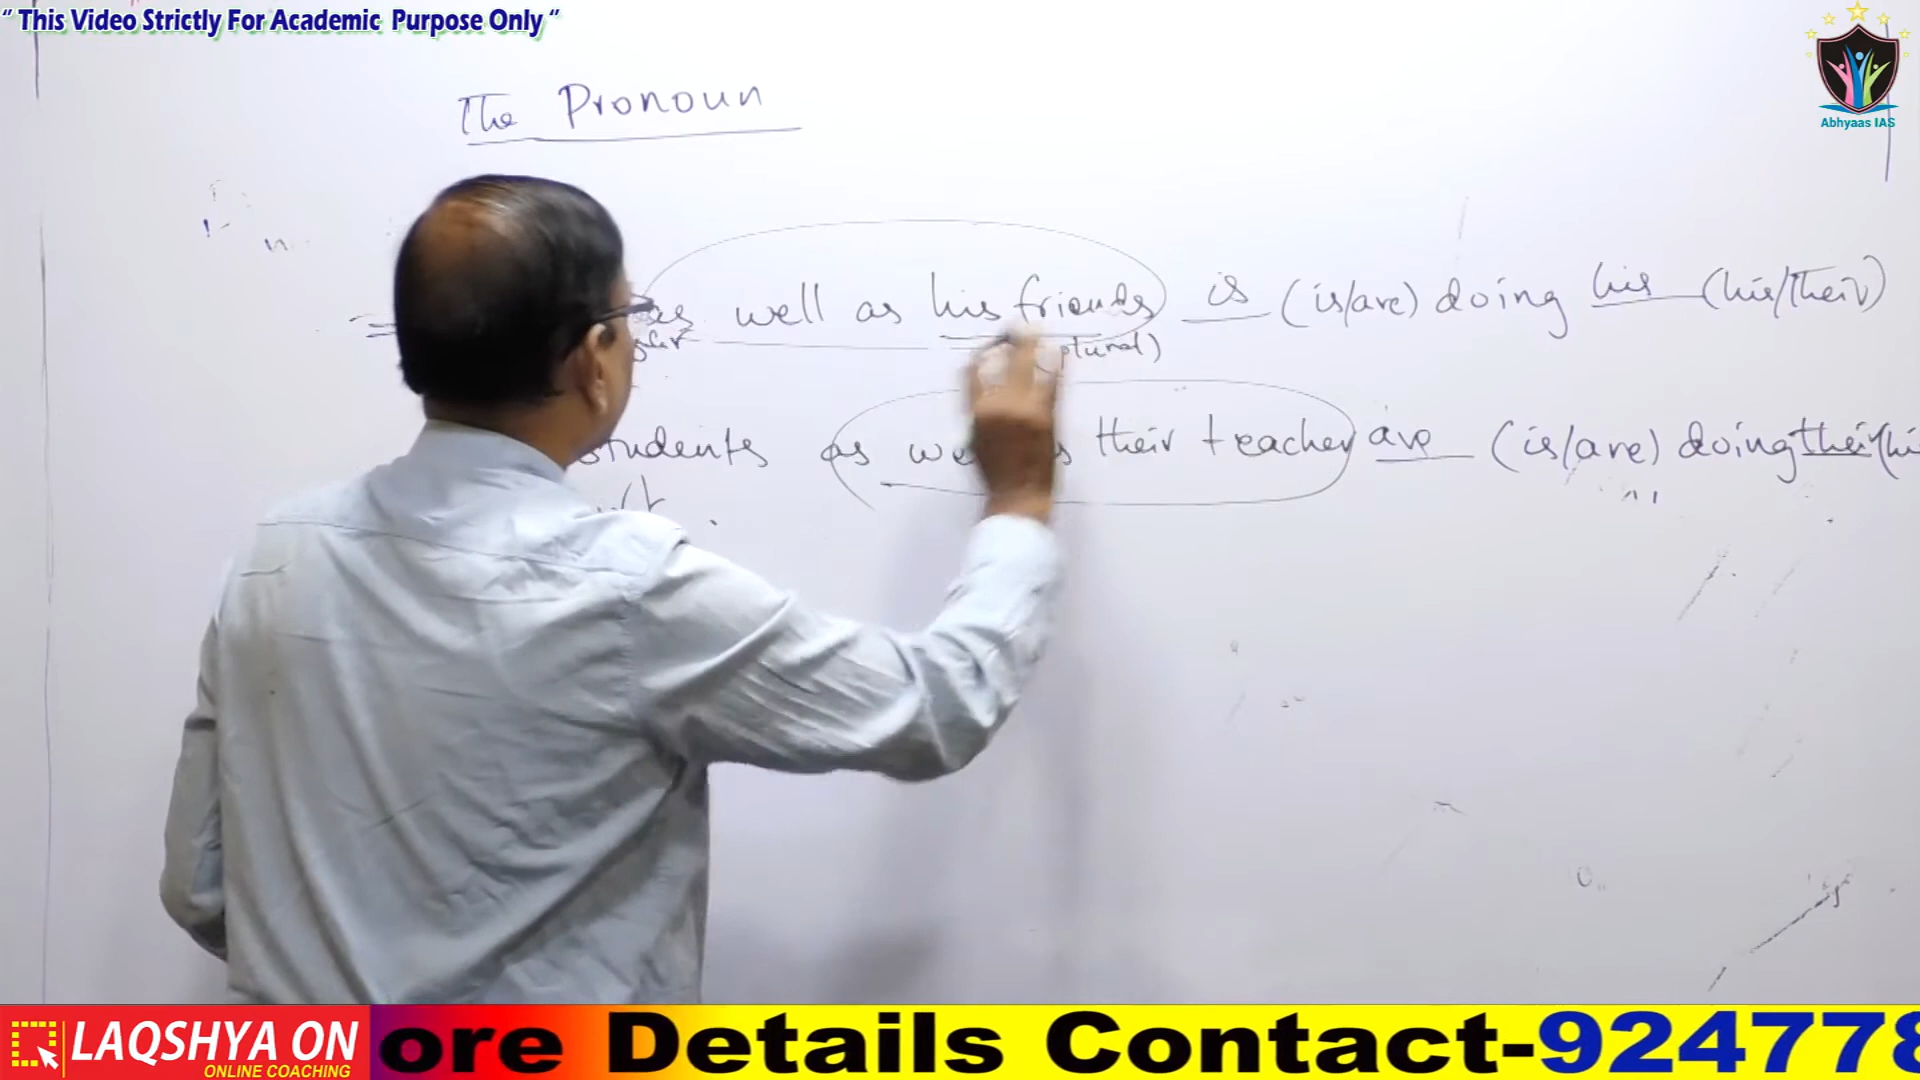 “ This Video Strictly For Academic Purpose Only “
Abhyaas IAS
The Pronoun
as well as his friends is (is/are) doing his (his/their)
(plural)
students as well as their teacher are (is/are) doing their (hi
LAQSHYA ON
ONLINE COACHING
ore Details Contact-924778